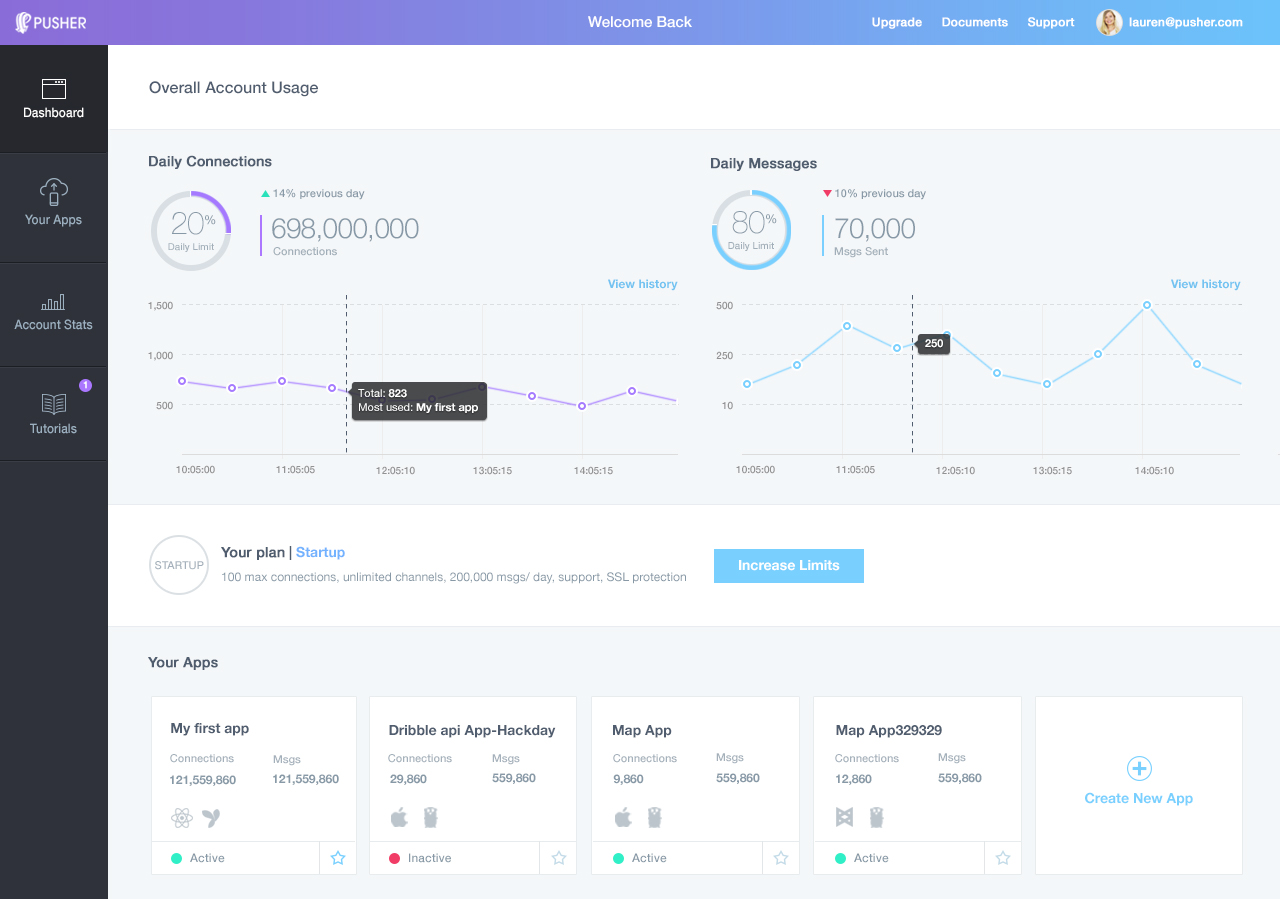 PUSHER
Welcome Back
Upgrade Documents Support lauren@pusher.com
Dashboard
Your Apps
Account Stats
1
Tutorials
Overall Account Usage
Daily Connections
20%
Daily Limit
14% previous day
698,000,000
Connections
View history
1,500
1,000
500
Total: 823
Most used: My first app
10:05:00 11:05:05 12:05:10 13:05:15 14:05:15
Daily Messages
80%
Daily Limit
10% previous day
70,000
Msgs Sent
View history
500
250
10
250
10:05:00 11:05:05 12:05:10 13:05:15 14:05:10
STARTUP
Your plan | Startup
100 max connections, unlimited channels, 200,000 msgs/ day, support, SSL protection
Increase Limits
Your Apps
My first app
Connections Msgs
121,559,860 121,559,860
Active
Dribble api App-Hackday
Connections Msgs
29,860 559,860
Inactive
Map App
Connections Msgs
9,860 559,860
Active
Map App329329
Connections Msgs
12,860 559,860
Active
Create New App